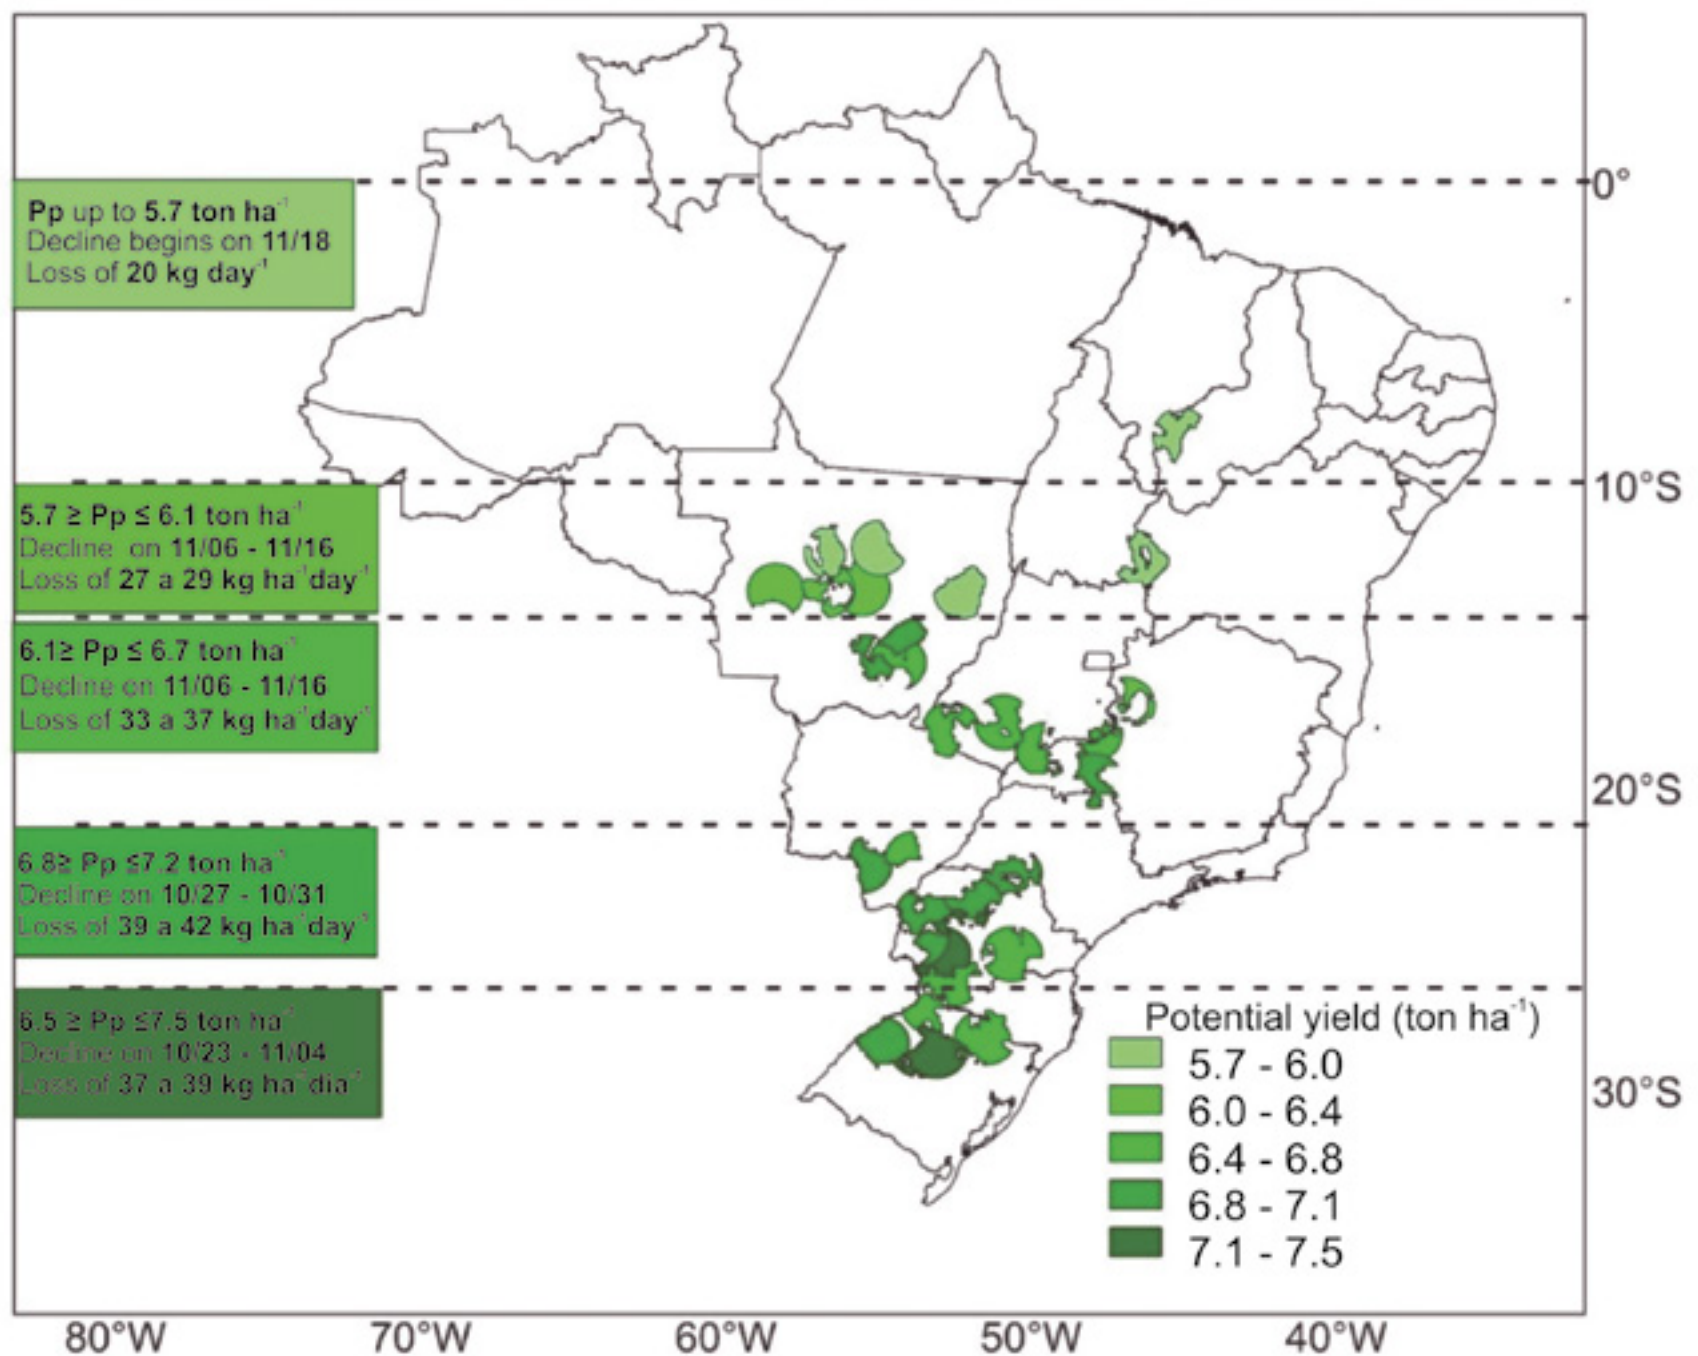 Pp up to 5.7 ton ha⁻¹
Decline begins on 11/18
Loss of 20 kg day⁻¹
5.7 ≥ Pp ≤ 6.1 ton ha⁻¹
Decline on 11/06 - 11/16
Loss of 27 a 29 kg ha⁻¹day⁻¹
6.1≥ Pp ≤ 6.7 ton ha⁻¹
Decline on 11/06 - 11/16
Loss of 33 a 37 kg ha⁻¹day⁻¹
6.8≥ Pp ≤7.2 ton ha⁻¹
Decline on 10/27 - 10/31
Loss of 39 a 42 kg ha⁻¹day⁻¹
6.5 ≥ Pp ≤7.5 ton ha⁻¹
Decline on 10/23 - 11/04
Loss of 37 a 39 kg ha⁻¹dia⁻¹
0°
10°S
20°S
30°S
Potential yield (ton ha⁻¹)
5.7 - 6.0
6.0 - 6.4
6.4 - 6.8
6.8 - 7.1
7.1 - 7.5
80°W 70°W 60°W 50°W 40°W